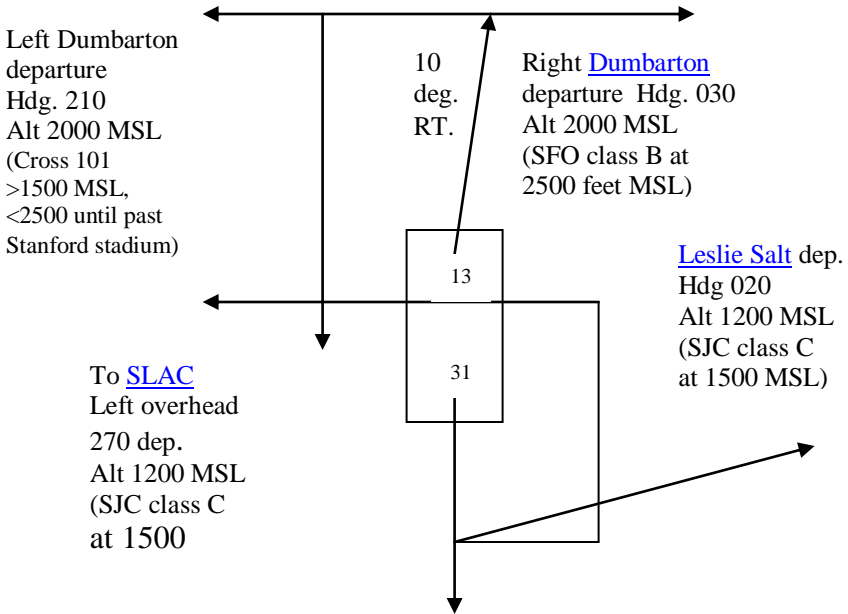 Left Dumbarton
departure
Hdg. 210
Alt 2000 MSL
(Cross 101
>1500 MSL,
<2500 until past
Stanford stadium)
10
deg.
RT.
Right Dumbarton
departure Hdg. 030
Alt 2000 MSL
(SFO class B at
2500 feet MSL)
13
31
Leslie Salt dep.
Hdg 020
Alt 1200 MSL
(SJC class C
at 1500 MSL)
To SLAC
Left overhead
270 dep.
Alt 1200 MSL
(SJC class C
at 1500